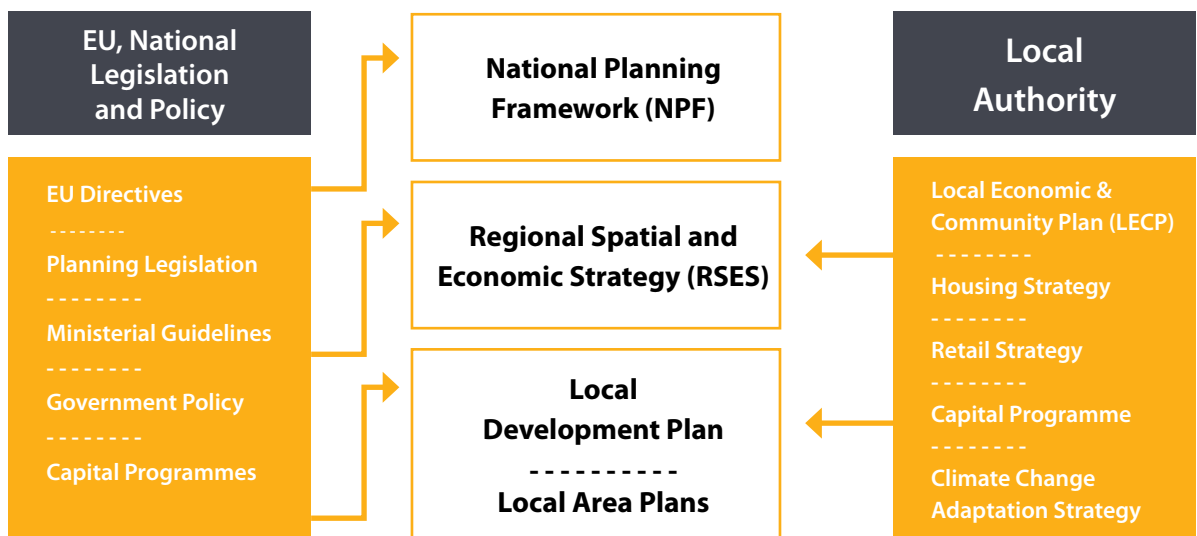 EU, National
Legislation
and Policy
EU Directives
--------
Planning Legislation
--------
Ministerial Guidelines
--------
Government Policy
--------
Capital Programmes
National Planning
Framework (NPF)
Regional Spatial and
Economic Strategy (RSES)
Local
Development Plan
----------
Local Area Plans
Local
Authority
Local Economic &
Community Plan (LECP)
--------
Housing Strategy
--------
Retail Strategy
--------
Capital Programme
--------
Climate Change
Adaptation Strategy